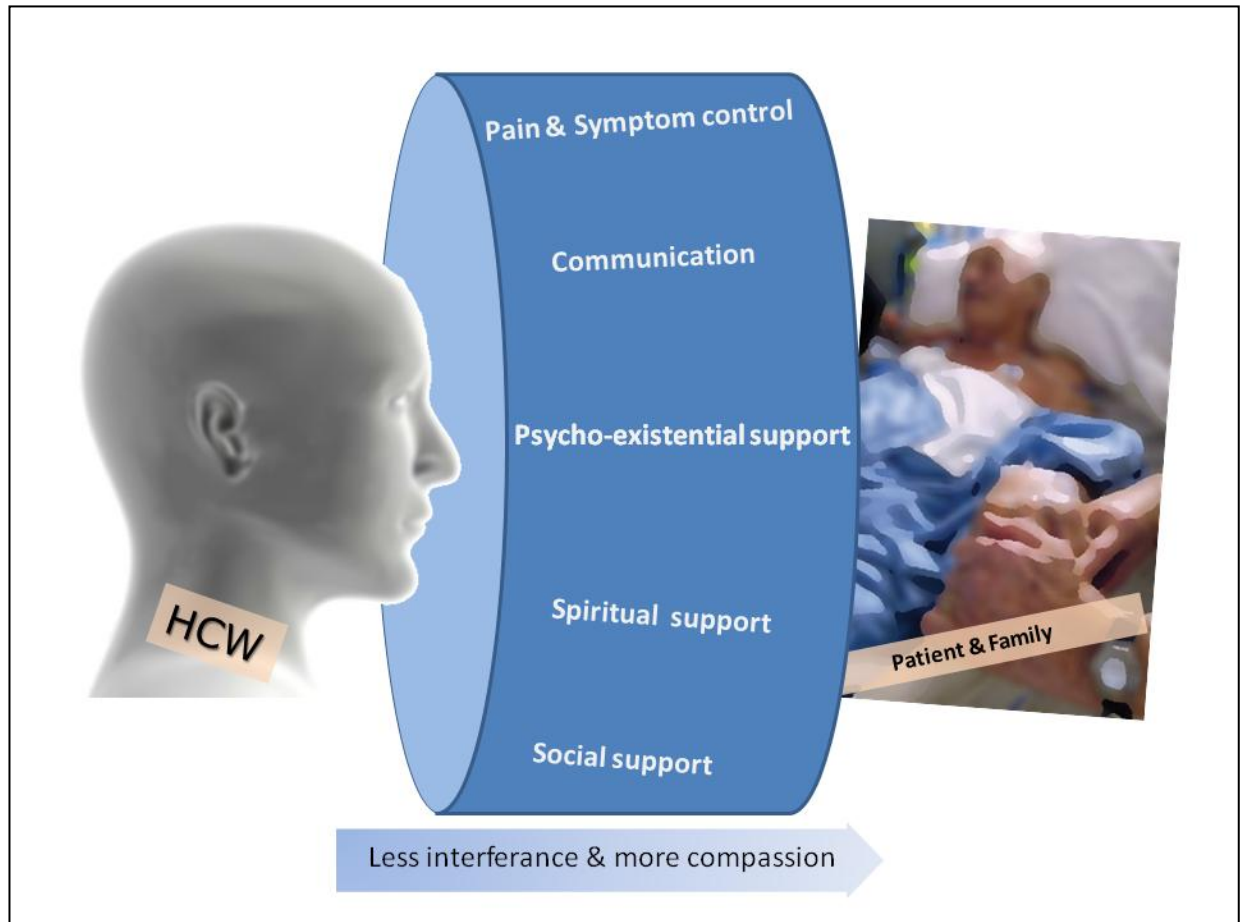 Pain & Symptom control
Communication
Psycho-existential support
Spiritual support
Social support
HCW
Patient & Family
Less interferance & more compassion